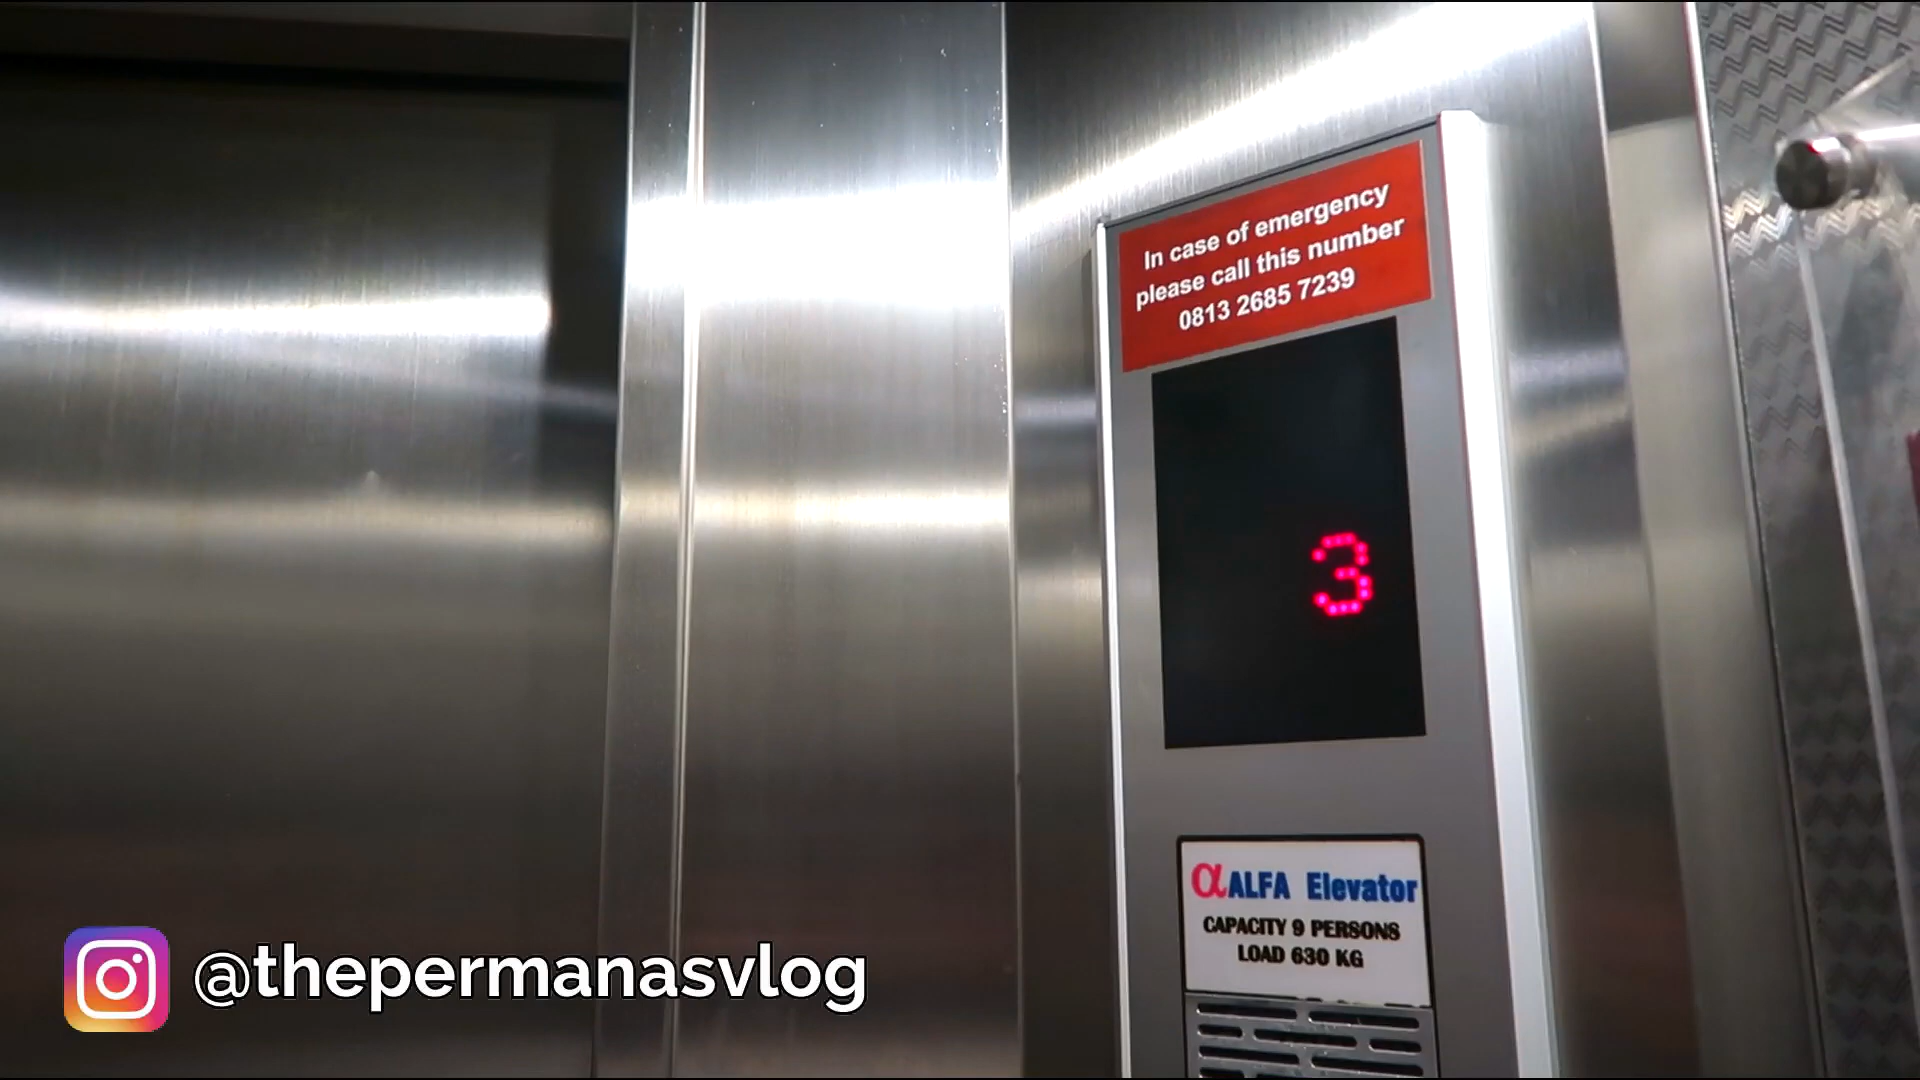 In case of emergency
please call this number
0813 2685 7239
3
αALFA Elevator
CAPACITY 9 PERSONS
LOAD 630 KG
@thepermanasvlog